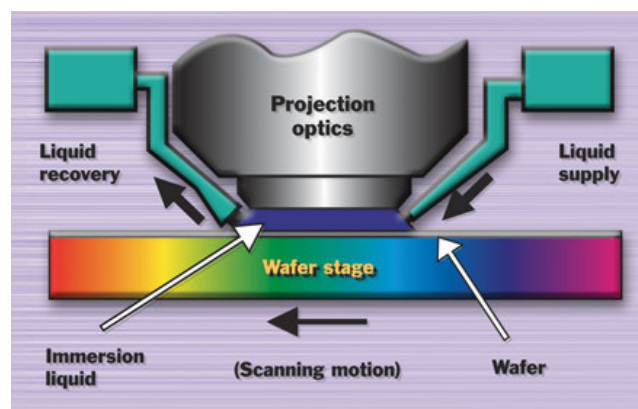 Projection
optics
Liquid
recovery
Liquid
supply
Wafer stage
Immersion
liquid
(Scanning motion)
Wafer